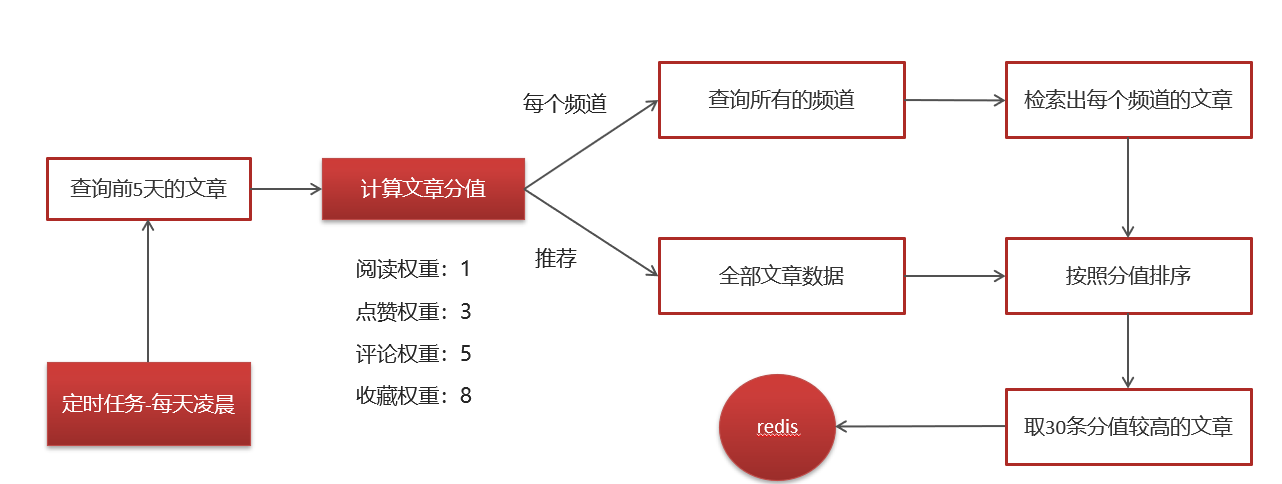 每个频道
查询所有的频道
检索出每个频道的文章
查询前5天的文章
计算文章分值
推荐
全部文章数据
按照分值排序
阅读权重：1
点赞权重：3
评论权重：5
收藏权重：8
定时任务-每天凌晨
redis
取30条分值较高的文章